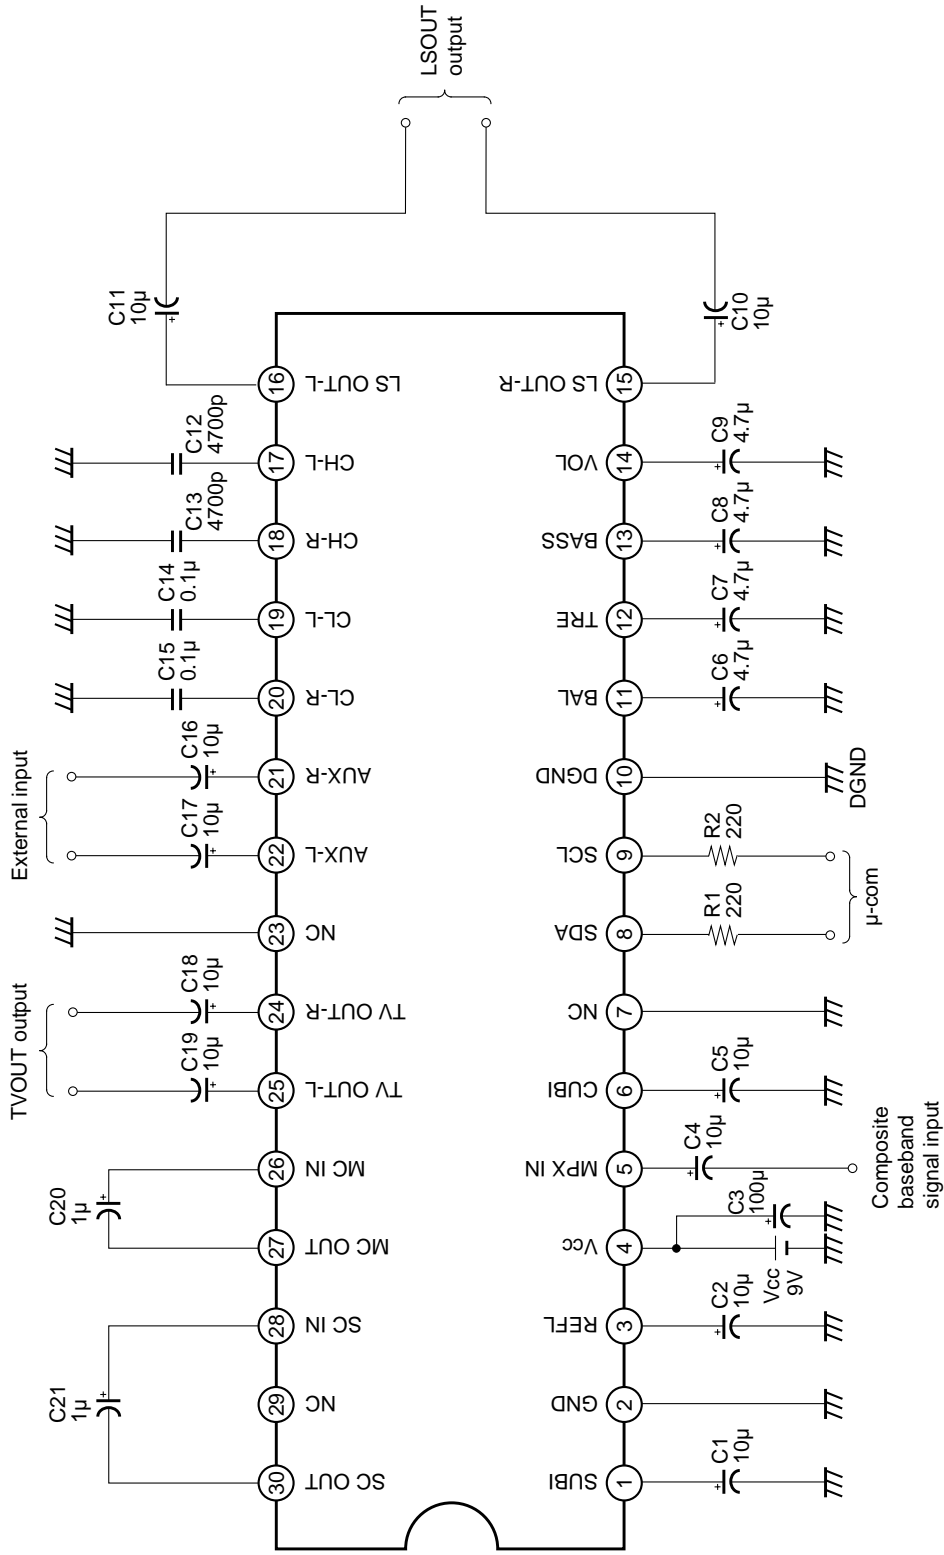 LSOUT
output
C11
10µ
C10
10µ
16
LS OUT-L
LS OUT-R
15
C12
4700p
17
CH-L
VOL
14
C9
4.7µ
C13
4700p
18
CH-R
BASS
13
C8
4.7µ
C14
0.1µ
19
CL-L
TRE
12
C7
4.7µ
C15
0.1µ
20
CL-R
BAL
11
C6
4.7µ
External input
C16
10µ
21
AUX-R
DGND
10
DGND
C17
10µ
22
AUX-L
SCL
9
R2
220
µ-com
23
NC
SDA
8
R1
220
TVOUT output
C18
10µ
24
TV OUT-R
NC
7
C19
10µ
25
TV OUT-L
CUBI
6
C5
10µ
26
MC IN
MPX IN
5
C4
10µ
Composite
baseband
signal input
C20
1µ
27
MC OUT
Vcc
4
C3
100µ
Vcc
9V
28
SC IN
REFL
3
C2
10µ
C21
1µ
29
NC
GND
2
30
SC OUT
SUBI
1
C1
10µ